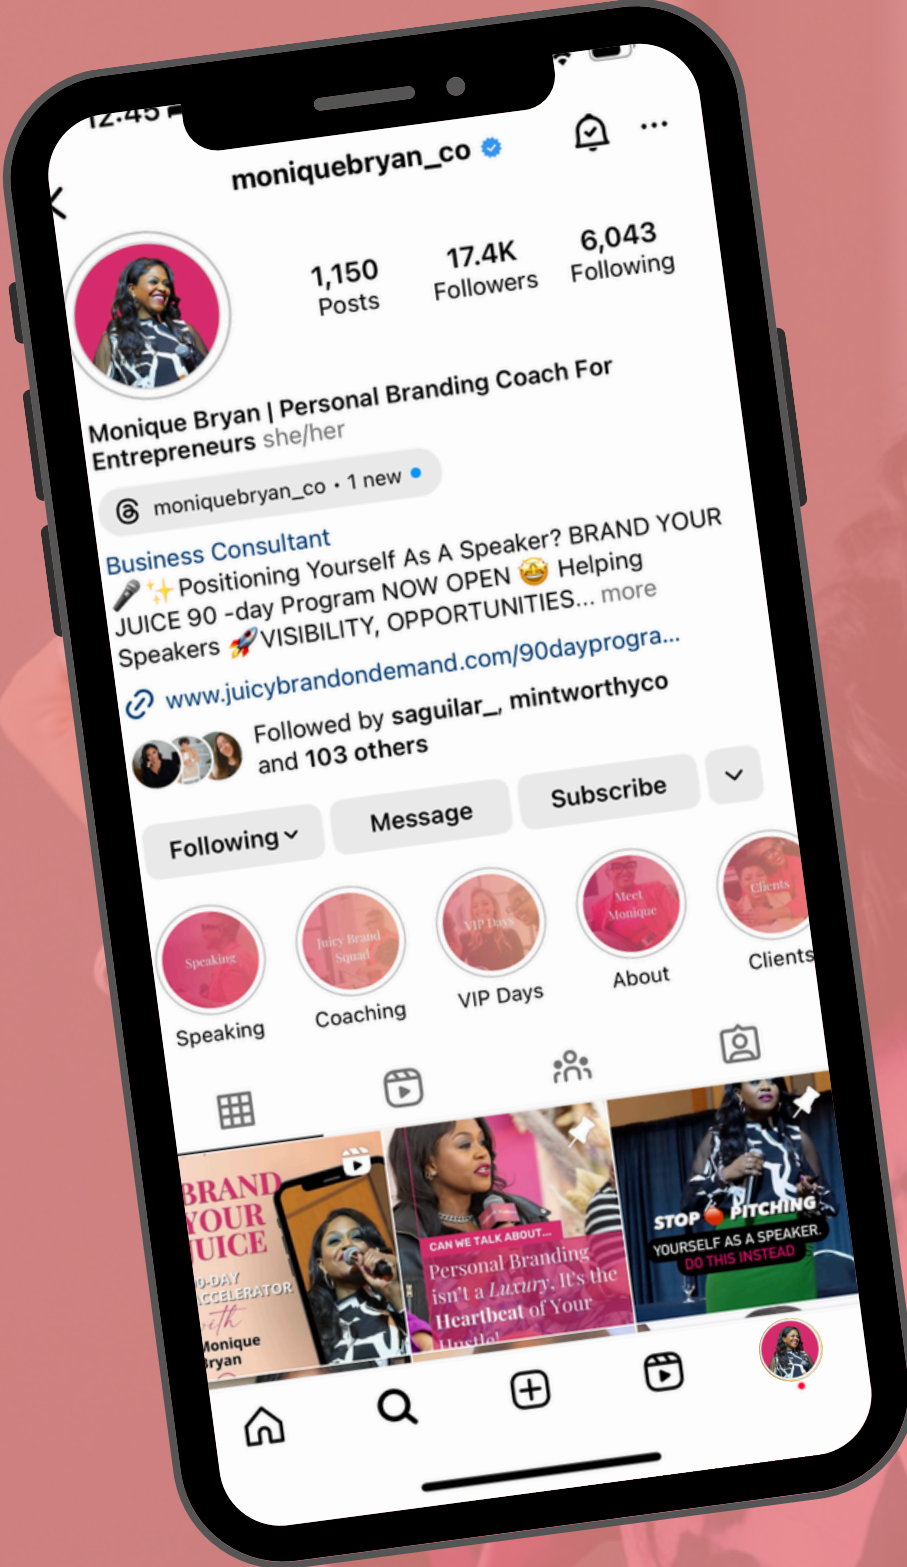 12:45
moniquebryan_co
1,150
Posts
17.4K
Followers
6,043
Following
Monique Bryan | Personal Branding Coach For
Entrepreneurs she/her
moniquebryan_co • 1 new
Business Consultant
🎤✨Positioning Yourself As A Speaker? BRAND YOUR
JUICE 90 -day Program NOW OPEN 🤩 Helping
Speakers 🚀VISIBILITY, OPPORTUNITIES... more
www.juicybrandondemand.com/90dayprogra...
Followed by saguilar_, mintworthyco
and 103 others
Following
Message
Subscribe
Speaking
Juicy Brand
Squad
VIP Days
Meet
Monique
Clients
Speaking
Coaching
VIP Days
About
Clients
BRAND
YOUR
JUICE
0-DAY
CCELERATOR
with
Monique
Bryan
CAN WE TALK ABOUT...
Personal Branding
isn't a Luxury. It's the
Heartbeat of Your
Hustle!
STOP 🔴 PITCHING
YOURSELF AS A SPEAKER.
DO THIS INSTEAD